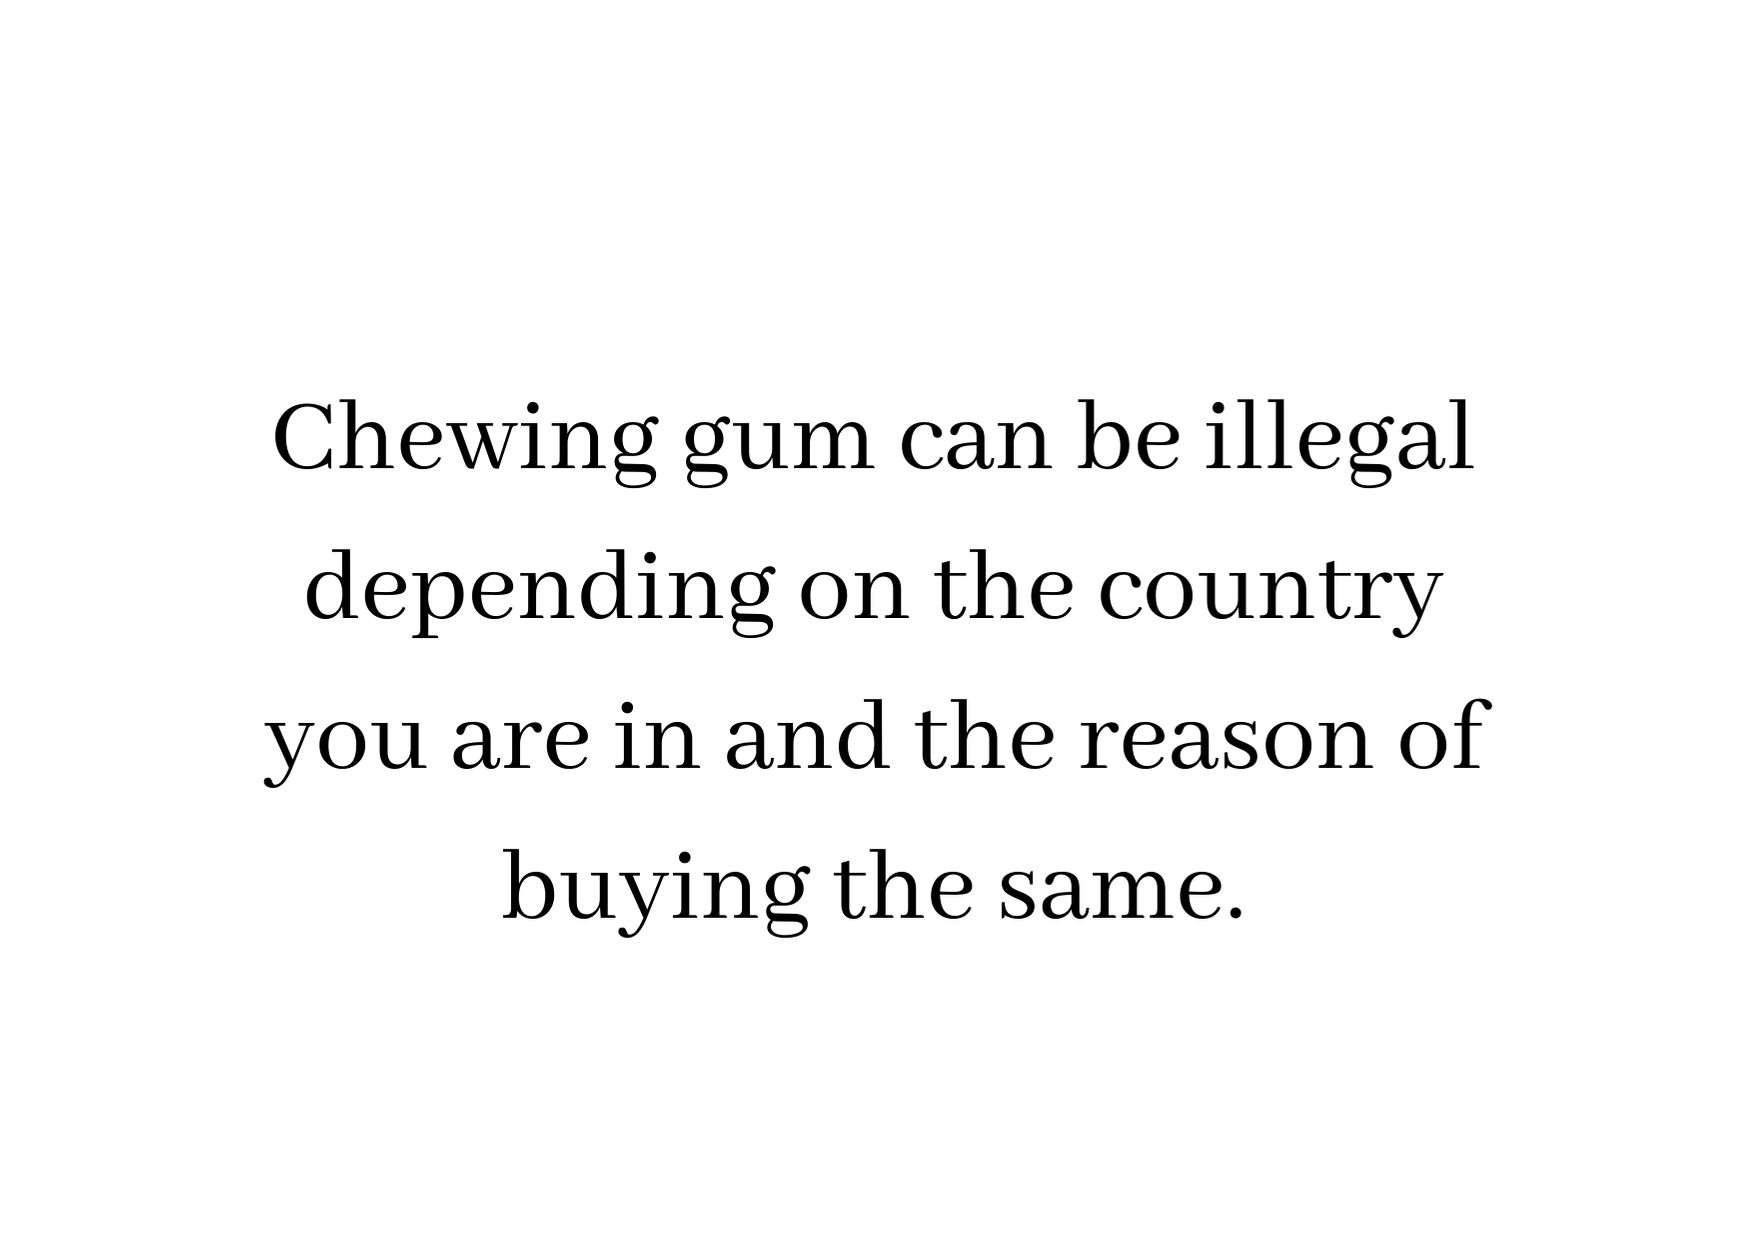 Chewing gum can be illegal
depending on the country
you are in and the reason of
buying the same.